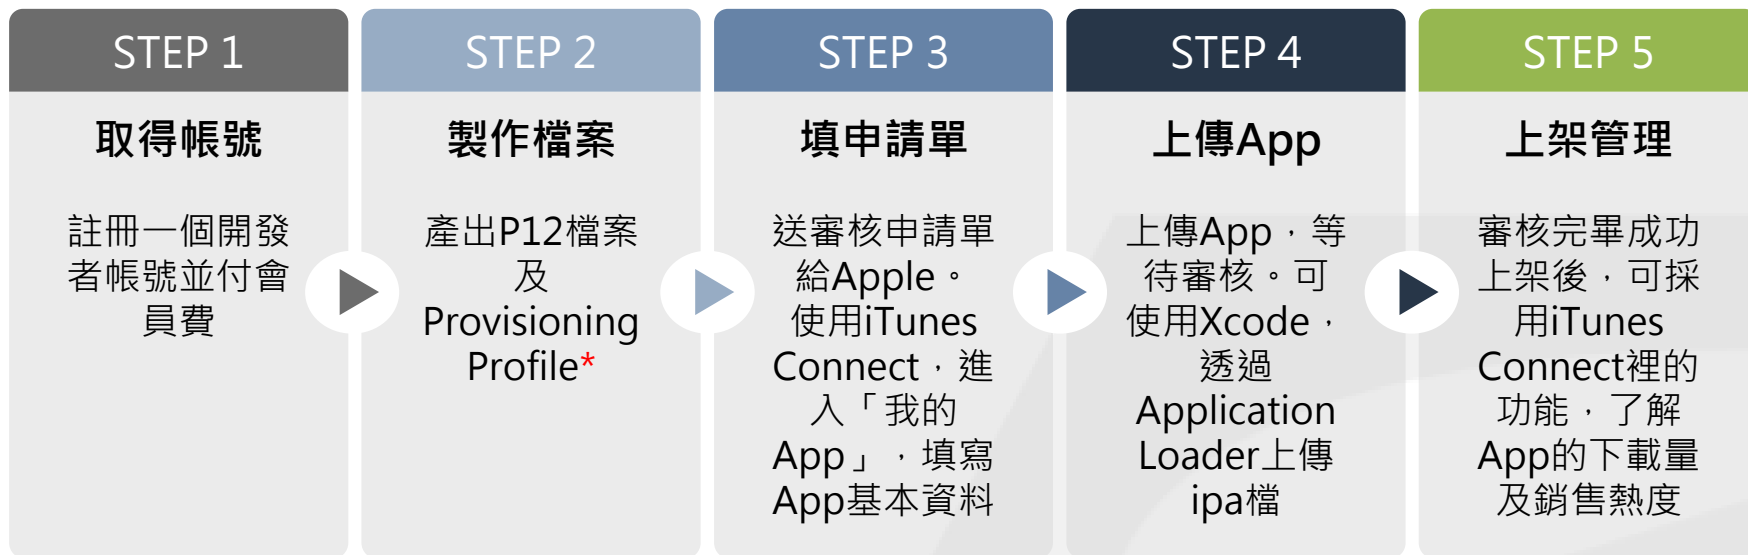 STEP 1
取得帳號
註冊一個開發
者帳號並付會
員費
STEP 2
製作檔案
產出P12檔案
及
Provisioning
Profile*
STEP 3
填申請單
送審核申請單
給Apple。
使用iTunes
Connect，進
入「我的
App」，填寫
App基本資料
STEP 4
上傳App
上傳App，等
待審核。可
使用Xcode，
透過
Application
Loader上傳
ipa檔
STEP 5
上架管理
審核完畢成功
上架後，可採
用iTunes
Connect裡的
功能，了解
App的下載量
及銷售熱度